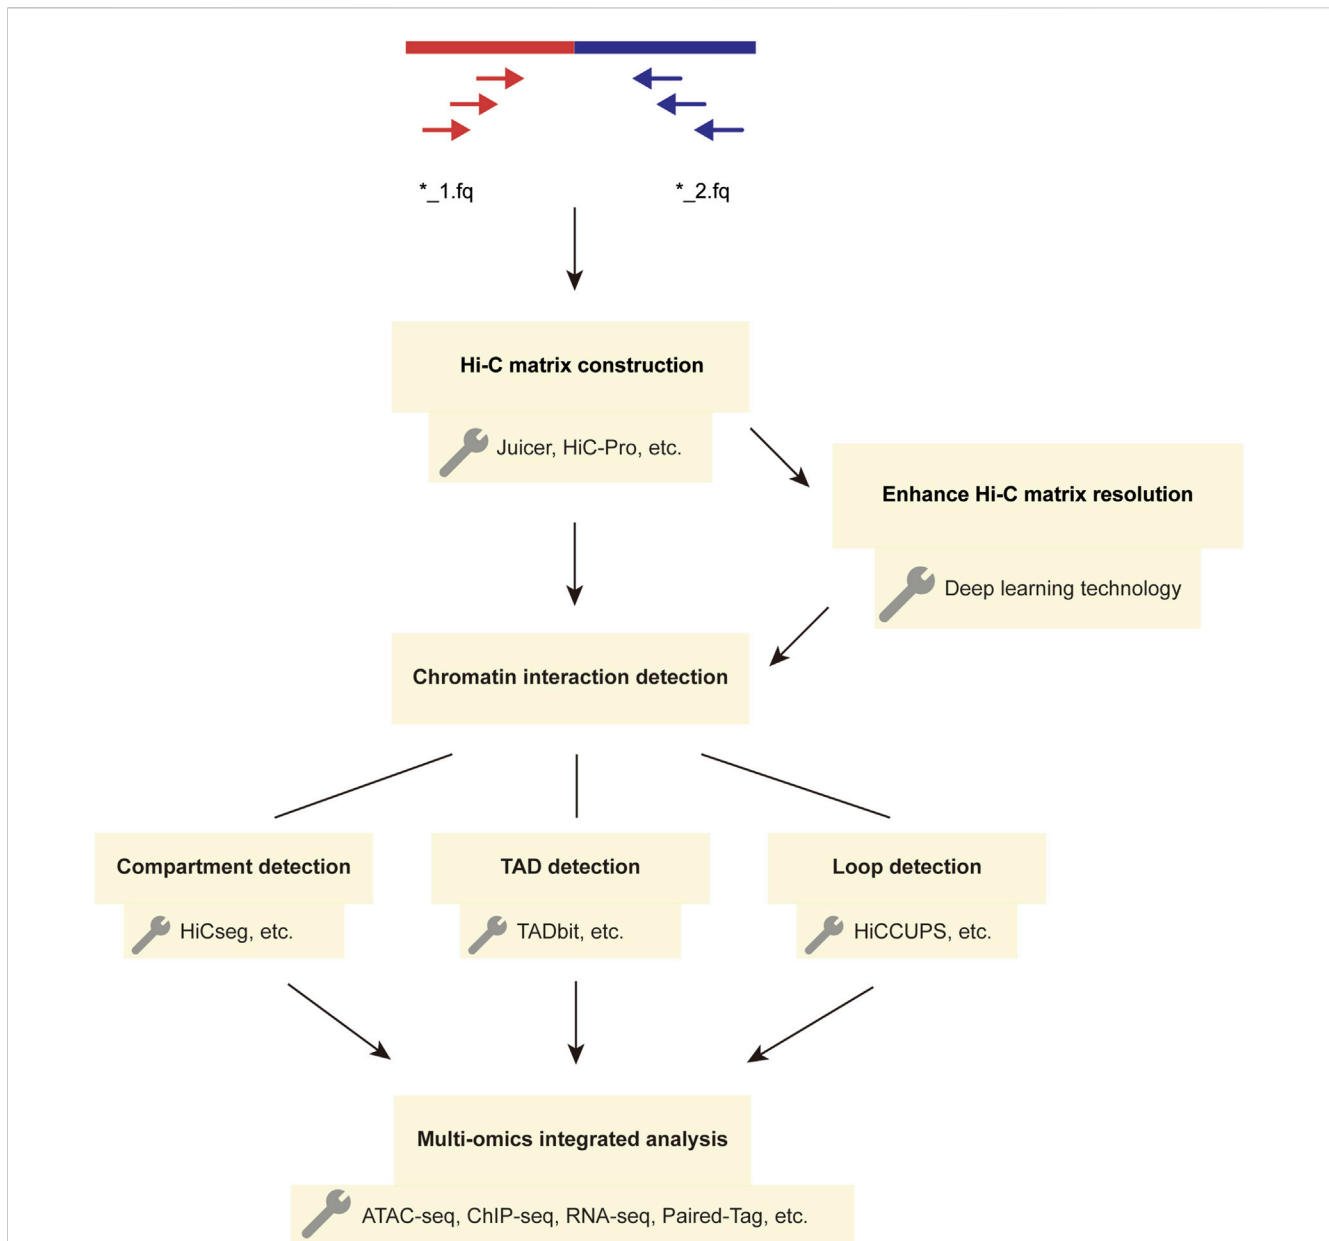 *_1.fq
*_2.fq
Hi-C matrix construction
Juicer, HiC-Pro, etc.
Enhance Hi-C matrix resolution
Deep learning technology
Chromatin interaction detection
Compartment detection
HiCseg, etc.
TAD detection
TADbit, etc.
Loop detection
HiCCUPS, etc.
Multi-omics integrated analysis
ATAC-seq, ChIP-seq, RNA-seq, Paired-Tag, etc.